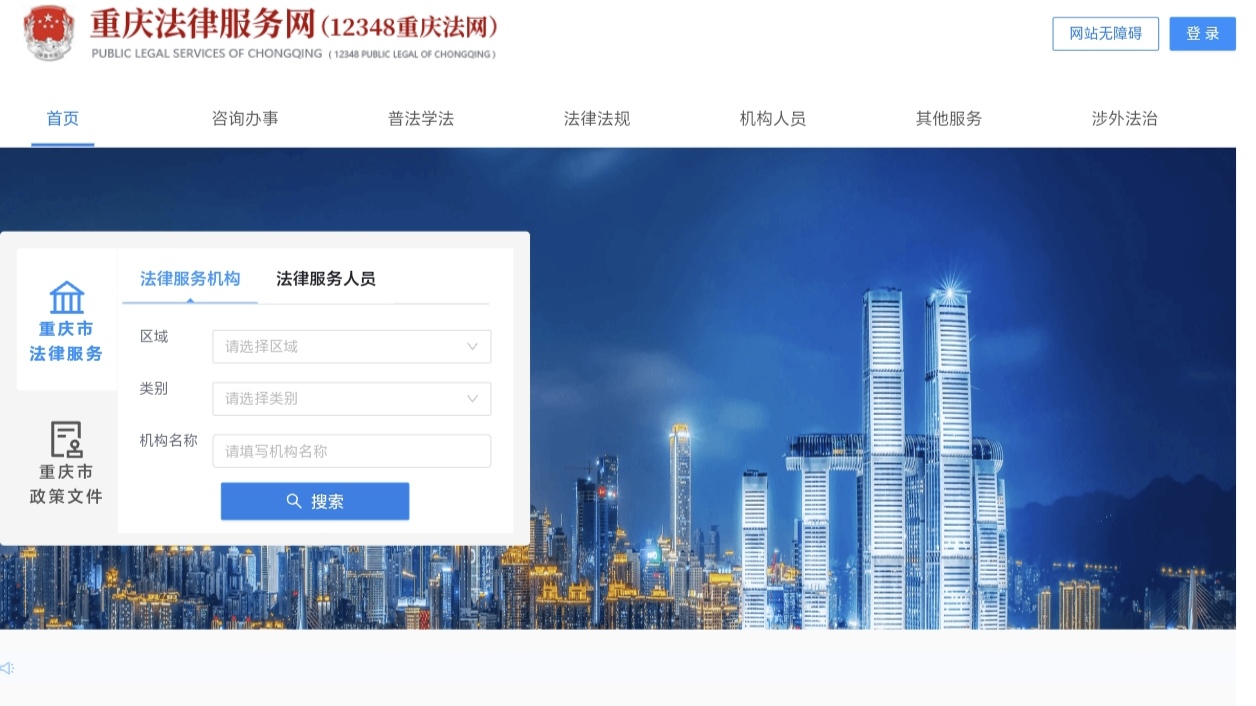 重庆法律服务网(12348重庆法网)
PUBLIC LEGAL SERVICES OF CHONGQING (12348 PUBLIC LEGAL OF CHONGQING)
网站无障碍
登 录
首页
咨询办事
普法学法
法律法规
机构人员
其他服务
涉外法治
重庆市
法律服务
重庆市
政策文件
法律服务机构
法律服务人员
区域
请选择区域
类别
请选择类别
机构名称
请填写机构名称
搜索